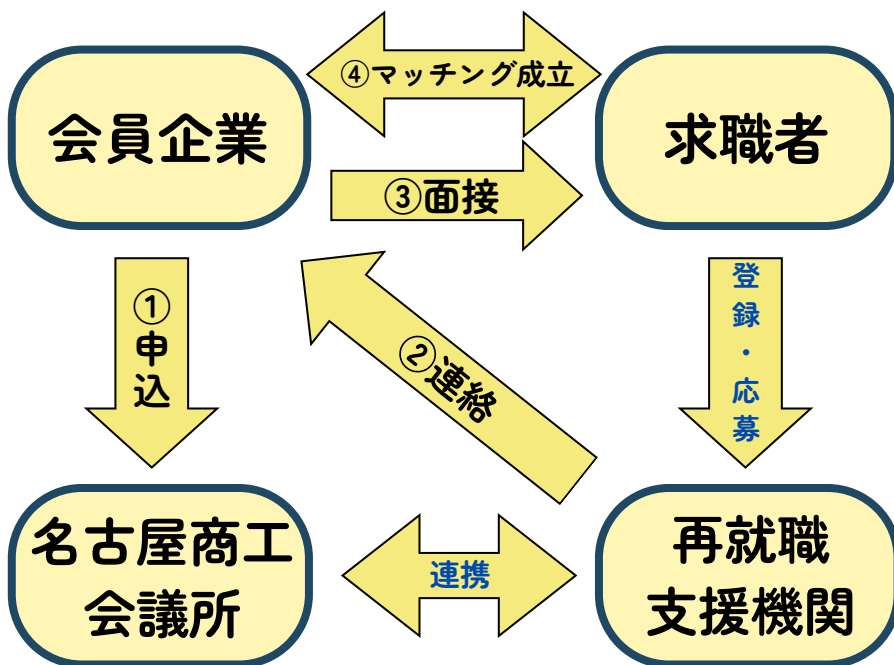 ④マッチング成立
会員企業
求職者
③面接
①申込
②連絡
登録・応募
名古屋商工
会議所
連携
再就職
支援機関